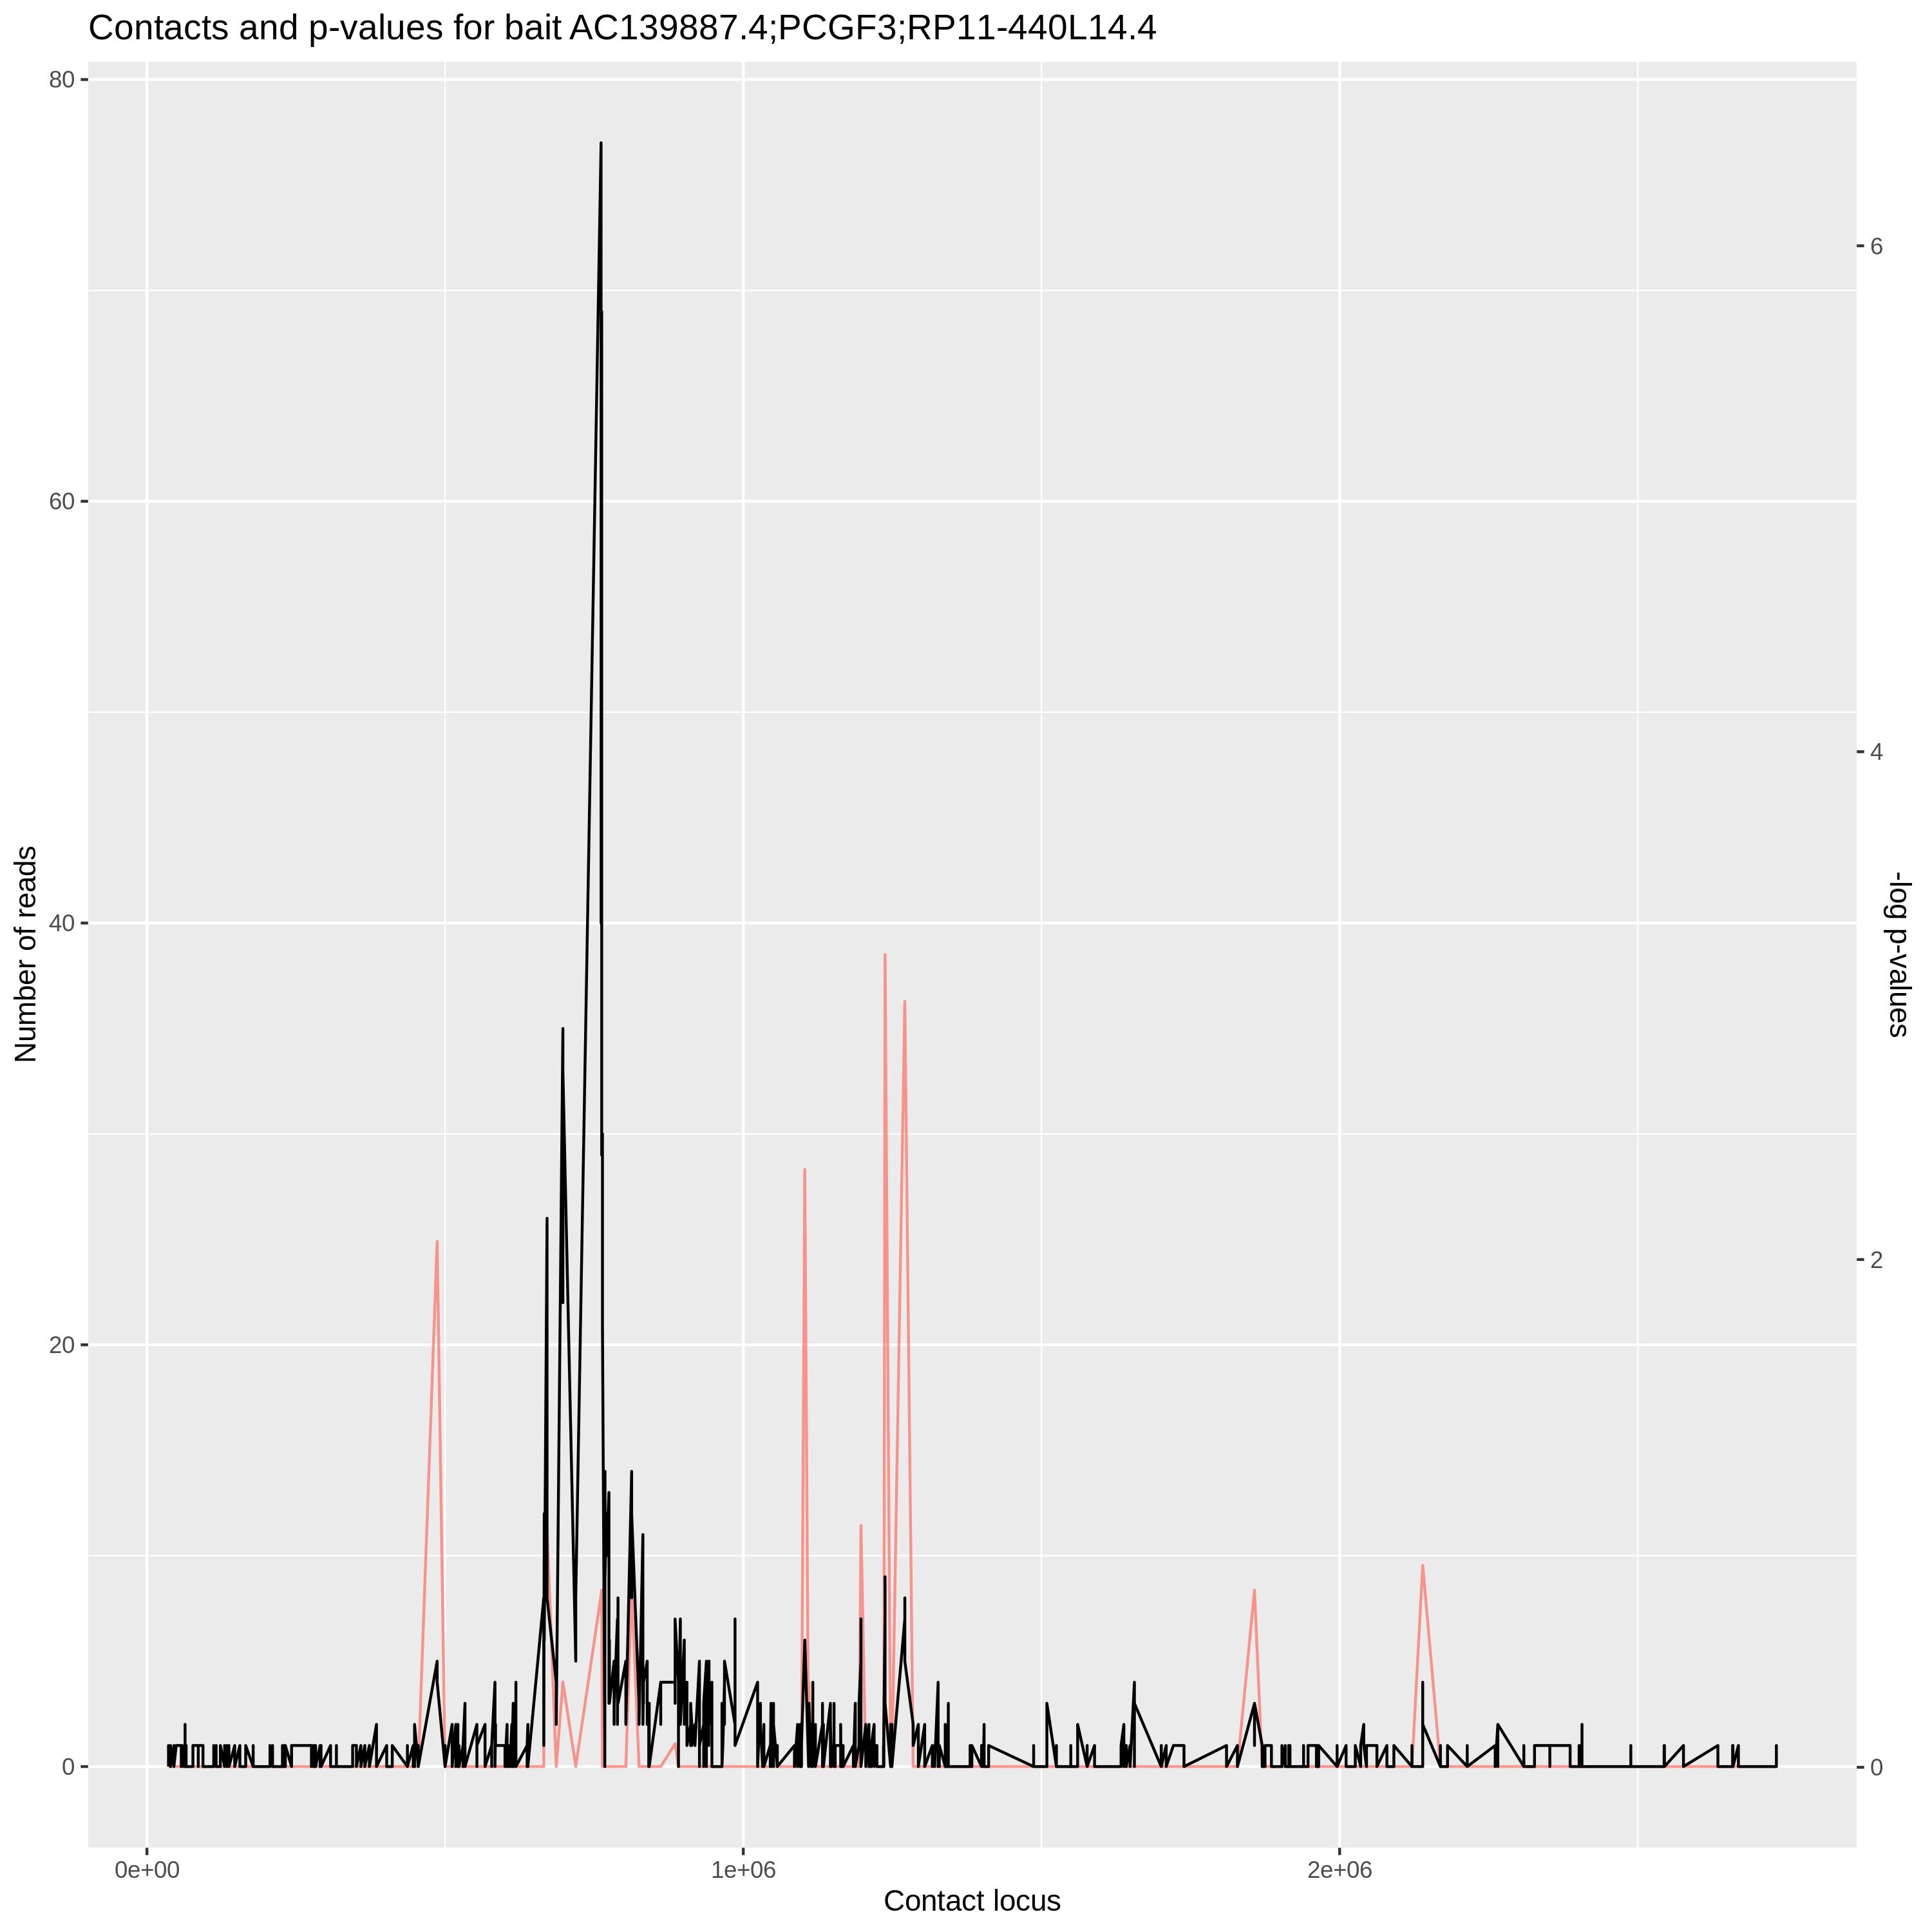 Contacts and p-values for bait AC139887.4;PCGF3;RP11-440L14.4
80
60
40
20
0
Number of reads
6
4
2
0
-log p-values
0e+00
1e+06
2e+06
Contact locus